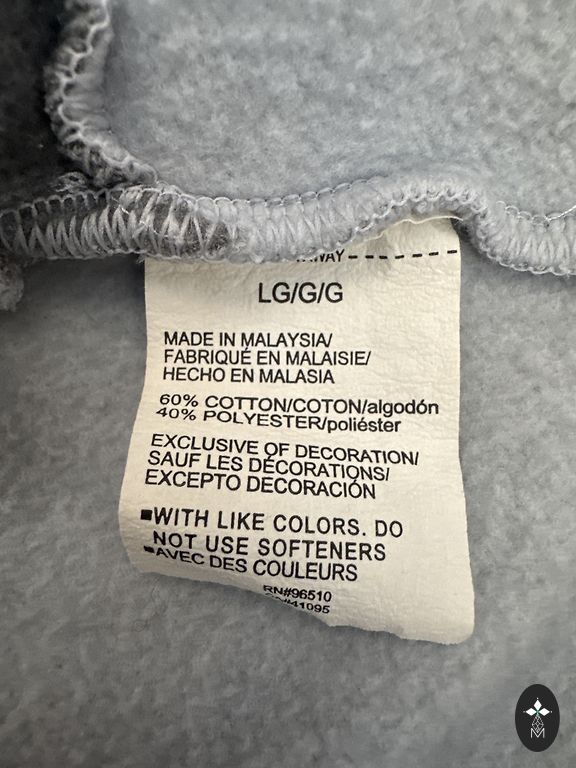 LG/G/G
MADE IN MALAYSIA/
FABRIQUÉ EN MALAISIE/
HECHO EN MALASIA
60% COTTON/COTON/algodón
40% POLYESTER/poliéster
EXCLUSIVE OF DECORATION/
SAUF LES DÉCORATIONS/
EXCEPTO DECORACIÓN
■WITH LIKE COLORS. DO
NOT USE SOFTENERS
■AVEC DES COULEURS
RN#96510
#41095
M